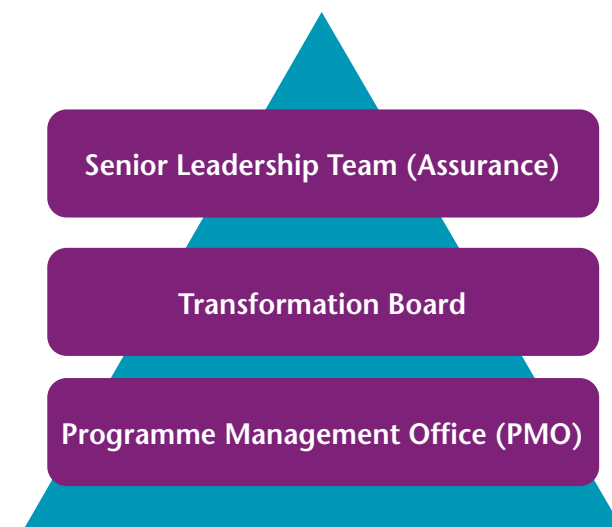 Senior Leadership Team (Assurance)
Transformation Board
Programme Management Office (PMO)